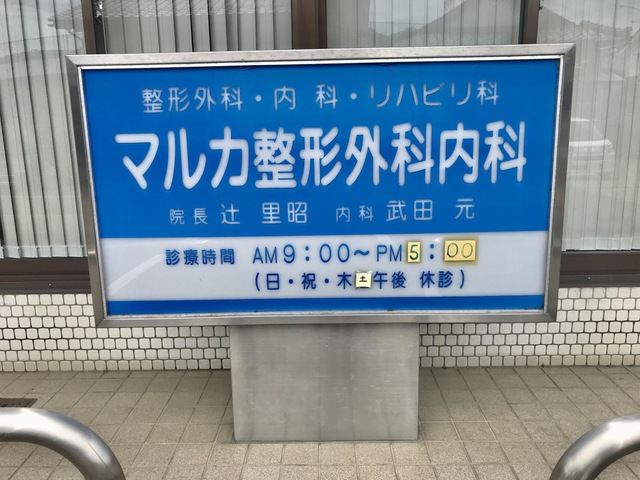 整形外科・内科・リハビリ科
マルカ整形外科内科
院長 辻 里昭 内科 武田 元
診療時間 AM9：00～PM5：00
(日・祝・木土午後 休診)